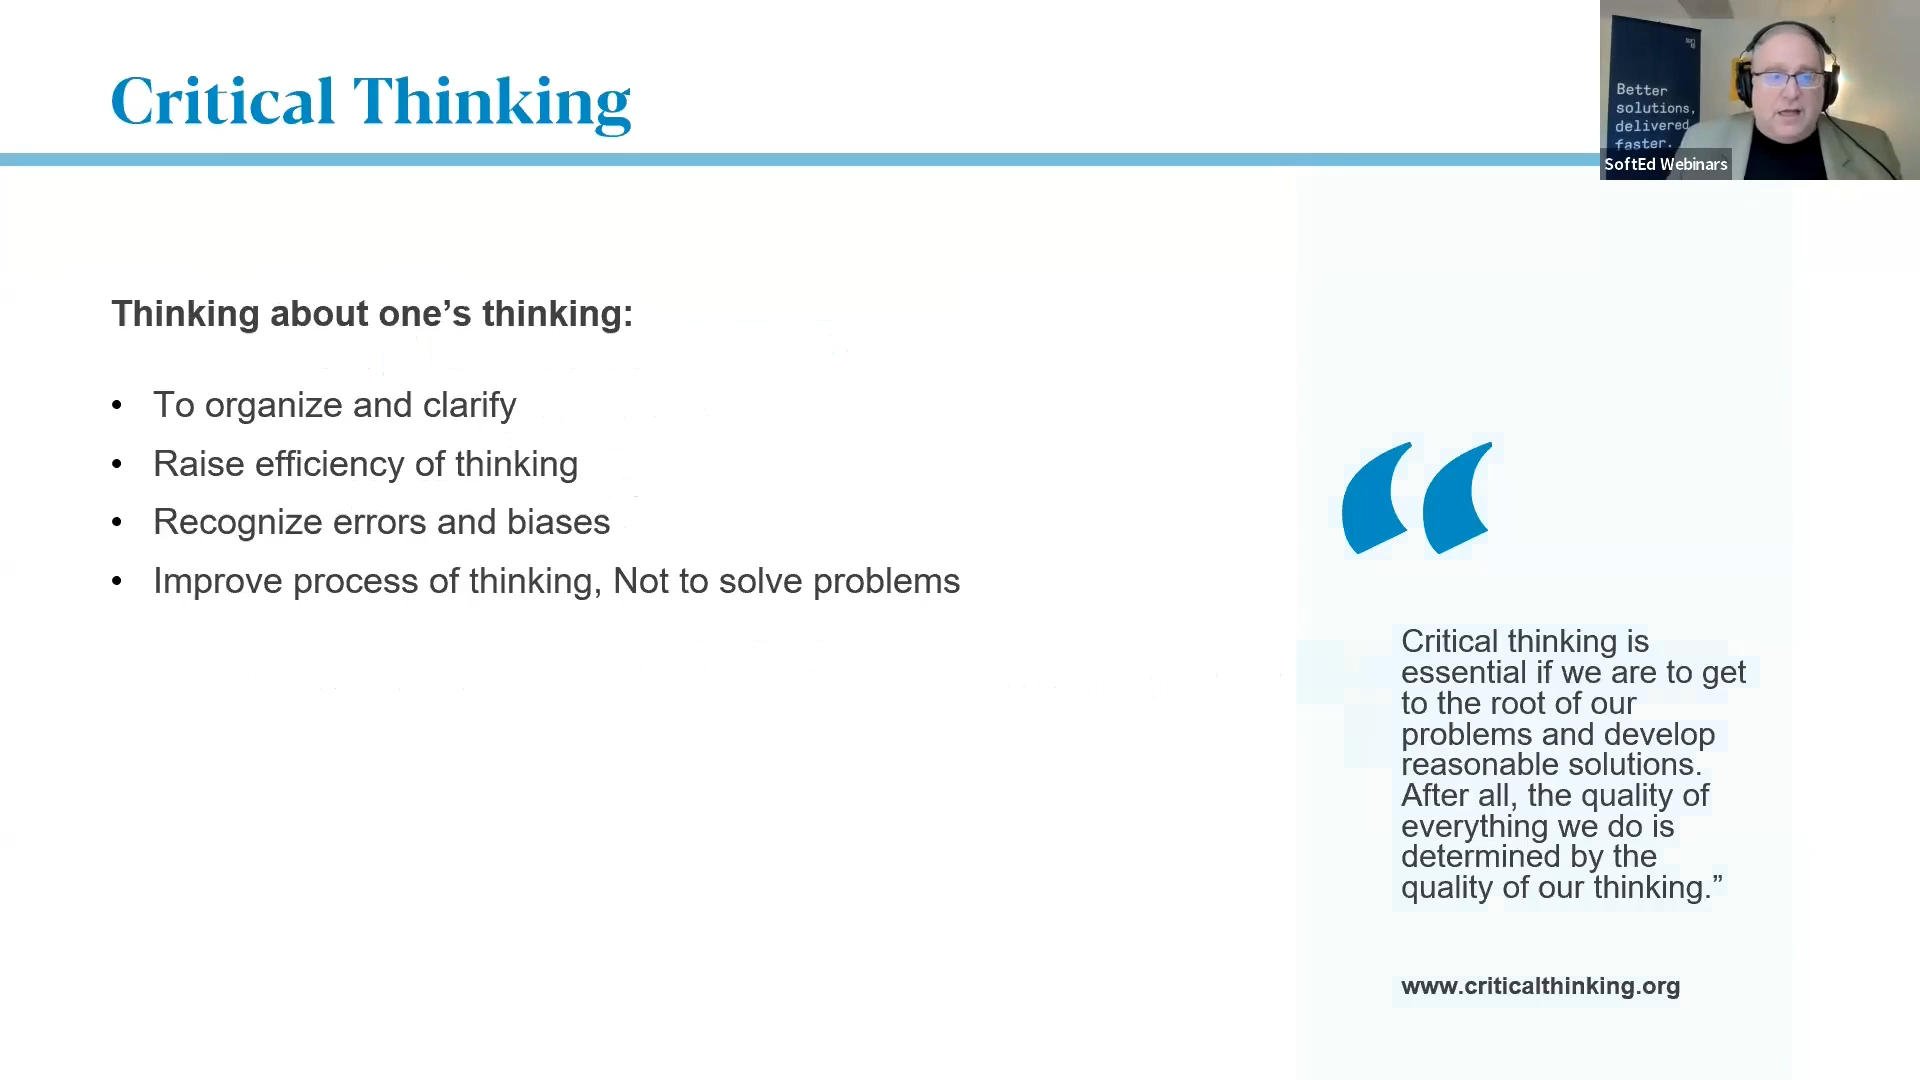 Critical Thinking
Better
solutions,
delivered
faster.
SoftEd Webinars
Thinking about one’s thinking:
• To organize and clarify
• Raise efficiency of thinking
• Recognize errors and biases
• Improve process of thinking, Not to solve problems
“
Critical thinking is
essential if we are to get
to the root of our
problems and develop
reasonable solutions.
After all, the quality of
everything we do is
determined by the
quality of our thinking.”
www.criticalthinking.org